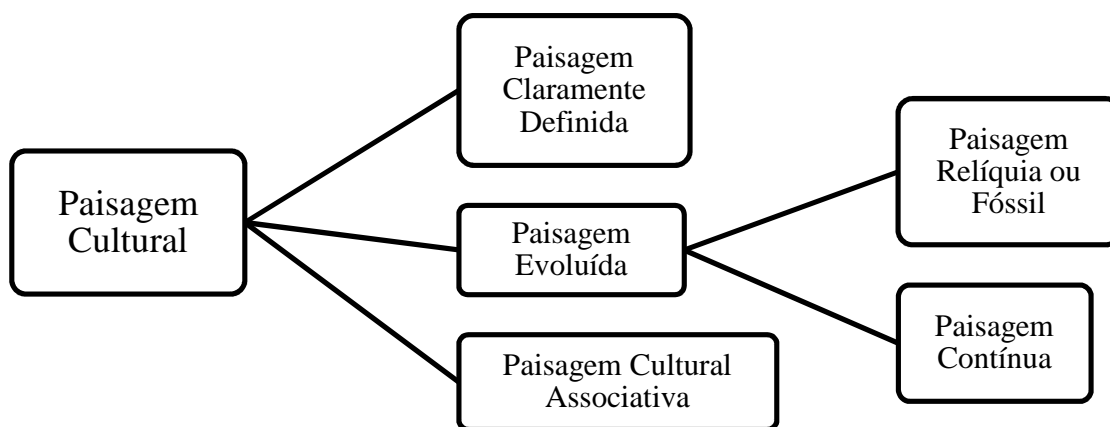 Paisagem
Cultural
Paisagem
Claramente
Definida
Paisagem
Evoluída
Paisagem Cultural
Associativa
Paisagem
Relíquia ou
Fóssil
Paisagem
Contínua